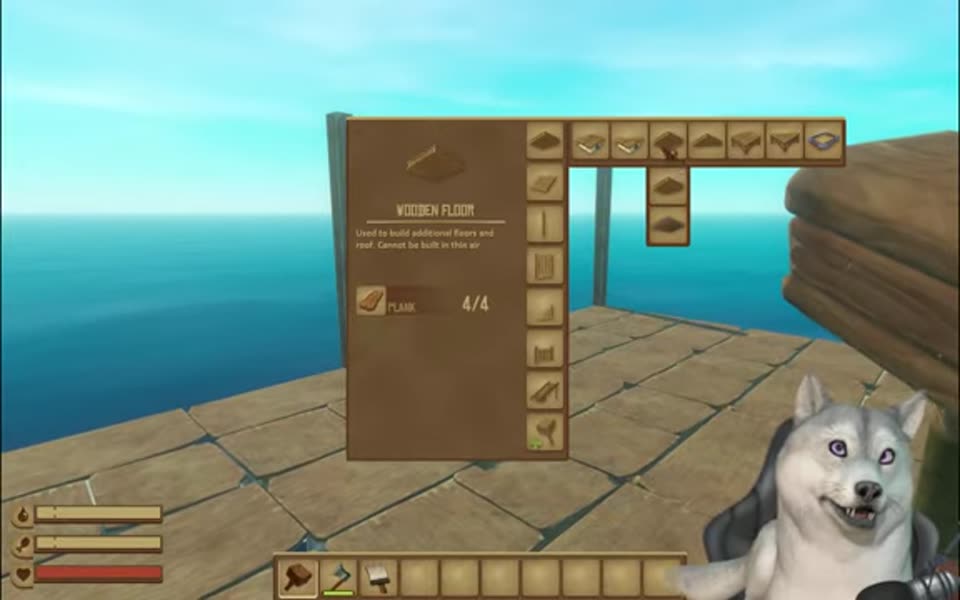 WOODEN FLOOR
Used to build additional floors and
roof. Cannot be built in thin air
PLANK 4/4